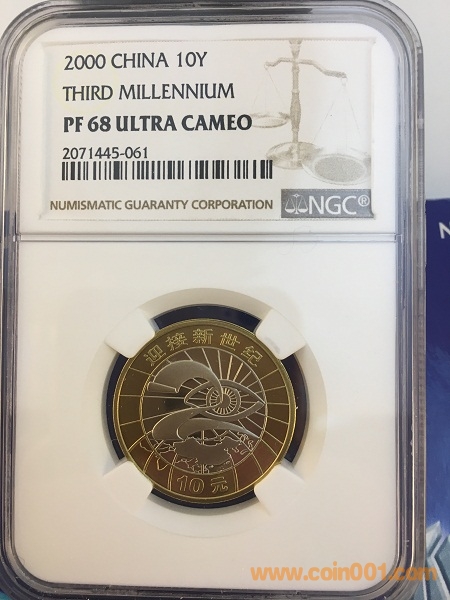 2000 CHINA 10Y
THIRD MILLENNIUM
PF 68 ULTRA CAMEO
2071445-061
NUMISMATIC GUARANTY CORPORATION
NGC®
N
迎接新世纪
10元
www.coin001.com